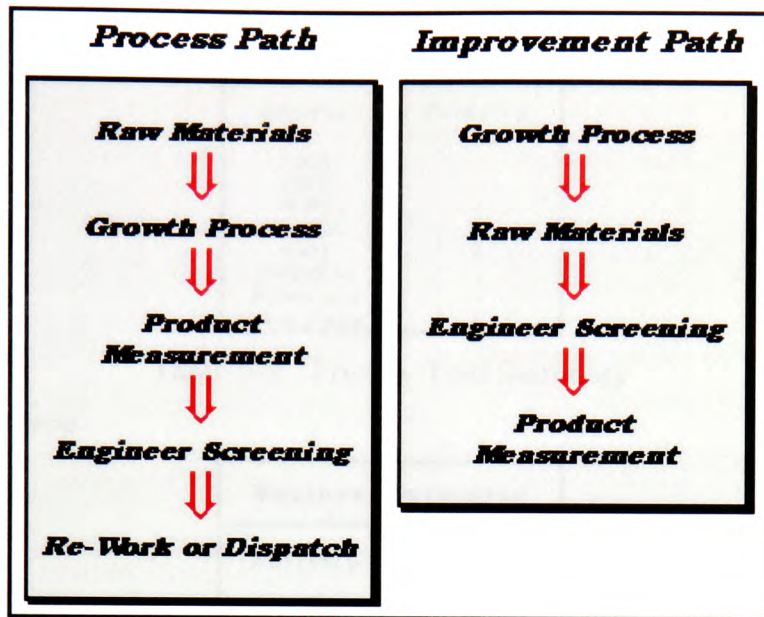 Process Path
Raw Materials
Growth Process
Product
Measurement
Engineer Screening
Re-Work or Dispatch
Improvement Path
Growth Process
Raw Materials
Engineer Screening
Product
Measurement